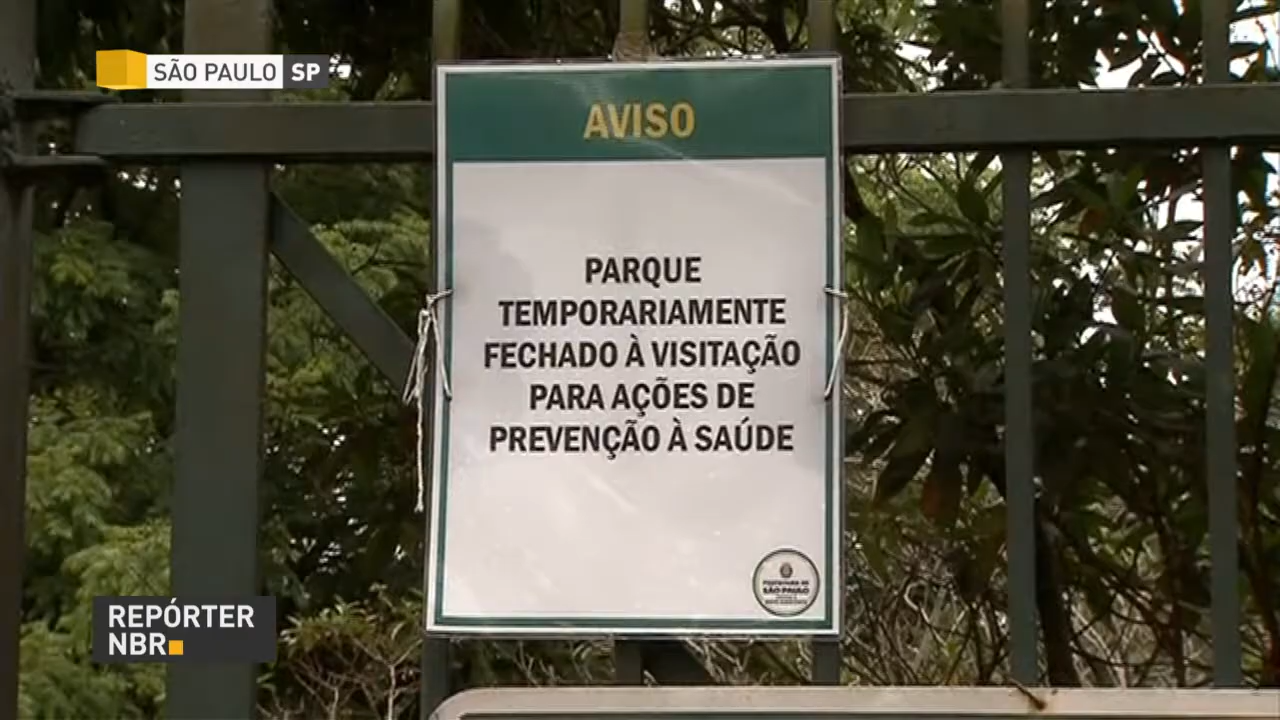 SÃO PAULO SP
AVISO
PARQUE
TEMPORARIAMENTE
FECHADO À VISITAÇÃO
PARA AÇÕES DE
PREVENÇÃO À SAÚDE
PREFEITURA DE
SÃO PAULO
REPÓRTER
NBR